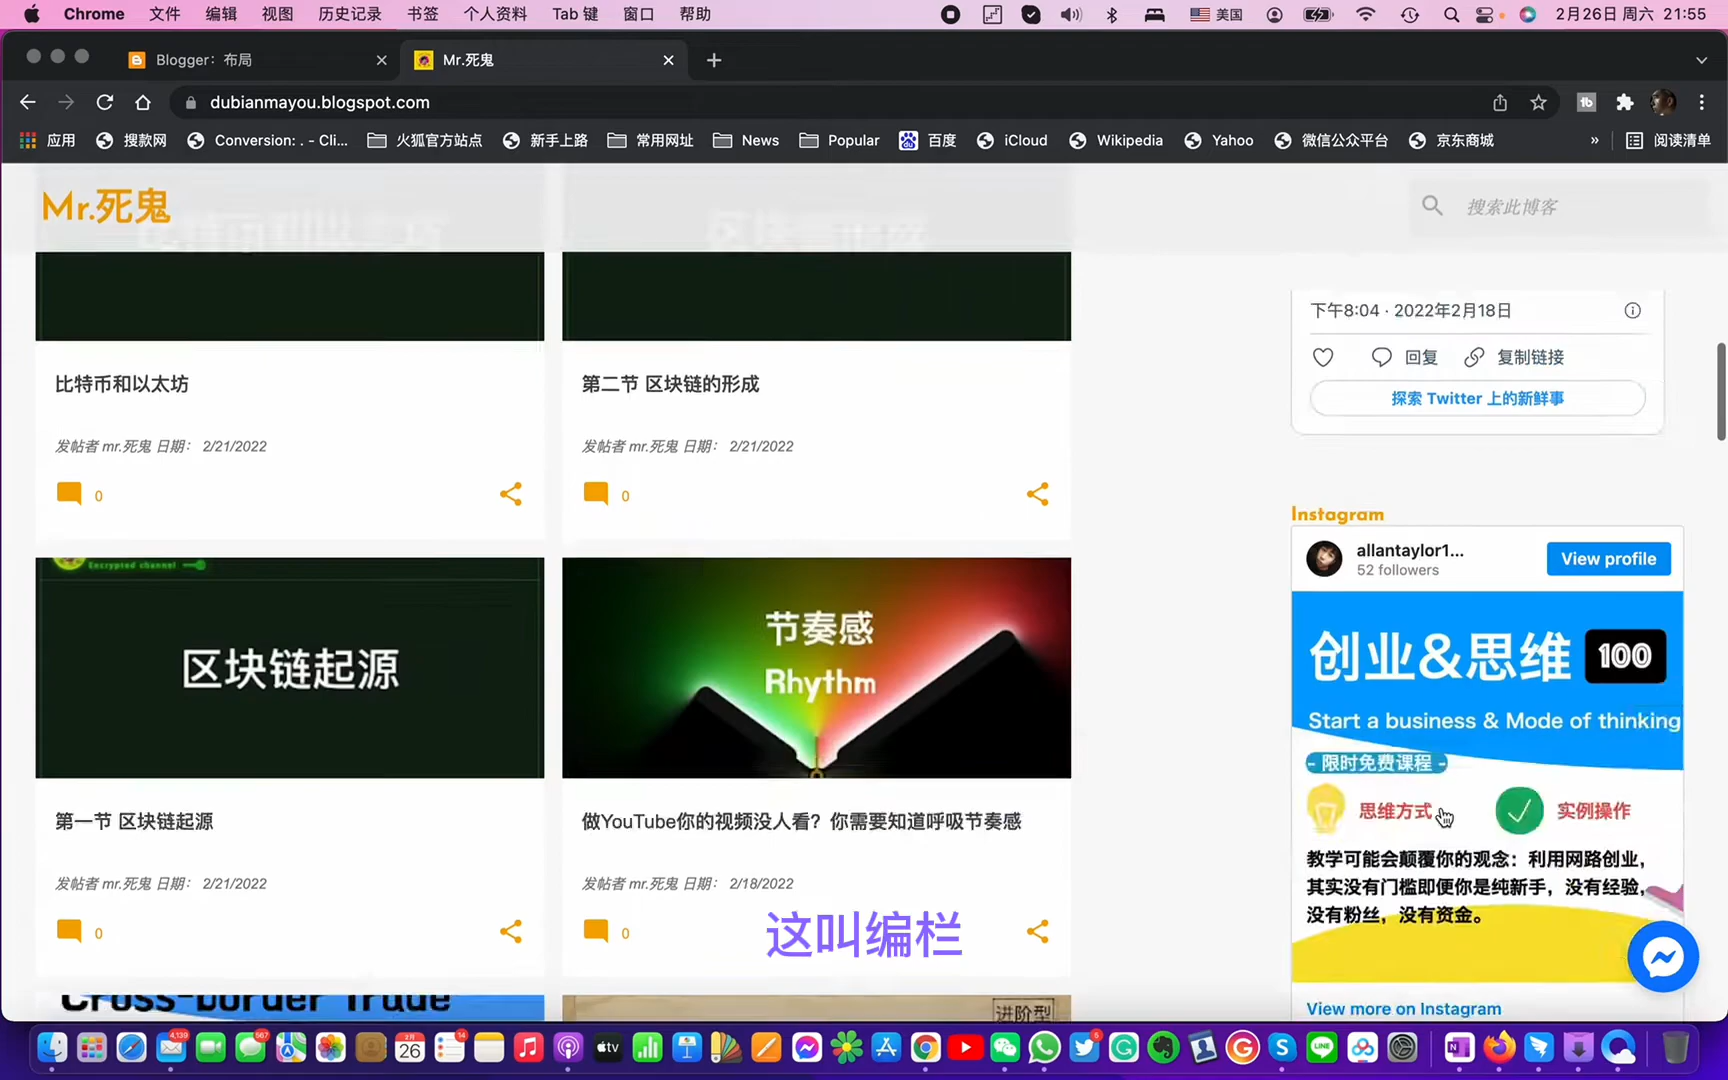 Chrome 文件 编辑 视图 历史记录 书签 个人资料 Tab 键 窗口 帮助 美国 2月26日 周六 21:55
Blogger：布局 Mr.死鬼
dubianmayou.blogspot.com
应用 搜款网 Conversion: . - Cli... 火狐官方站点 新手上路 常用网址 News Popular 百度 iCloud Wikipedia Yahoo 微信公众平台 京东商城 » 阅读清单
Mr.死鬼
搜索此博客
下午8:04 · 2022年2月18日
回复 复制链接
探索 Twitter 上的新鲜事
比特币和以太坊
发帖者 mr.死鬼 日期： 2/21/2022
0
第二节 区块链的形成
发帖者 mr.死鬼 日期： 2/21/2022
0
Encrypted channel
区块链起源
节奏感
Rhythm
第一节 区块链起源
发帖者 mr.死鬼 日期： 2/21/2022
0
做YouTube你的视频没人看？你需要知道呼吸节奏感
发帖者 mr.死鬼 日期： 2/18/2022
0
这叫编栏
Cross-border Trade
进阶型
Instagram
allantaylor1...
52 followers
View profile
创业&思维 100
Start a business & Mode of thinking
- 限时免费课程 -
思维方式 实例操作
教学可能会颠覆你的观念：利用网路创业，
其实没有门槛即便你是纯新手，没有经验，
没有粉丝，没有资金。
View more on Instagram
4,139 567 2月 26 14 tv 5 LINE